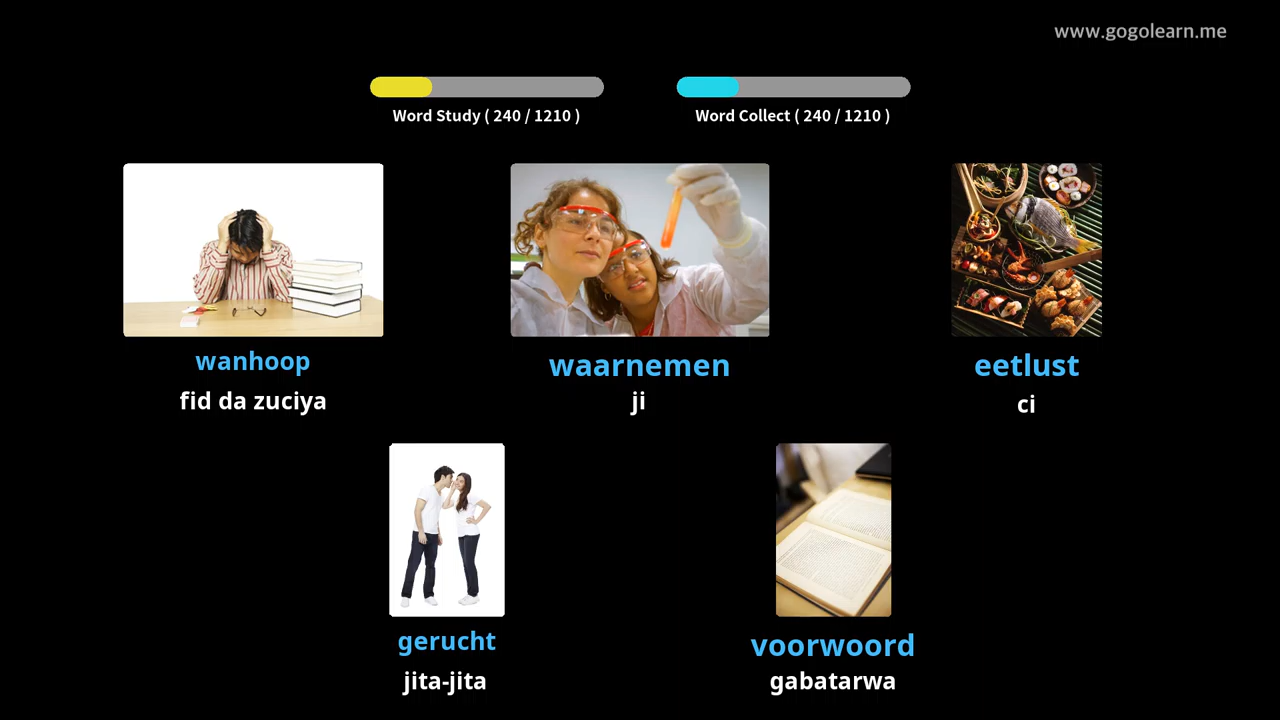 www.gogolearn.me
Word Study ( 240 / 1210 )
Word Collect ( 240 / 1210 )
wanhoop
fid da zuciya
waarnemen
ji
eetlust
ci
gerucht
jita-jita
voorwoord
gabatarwa